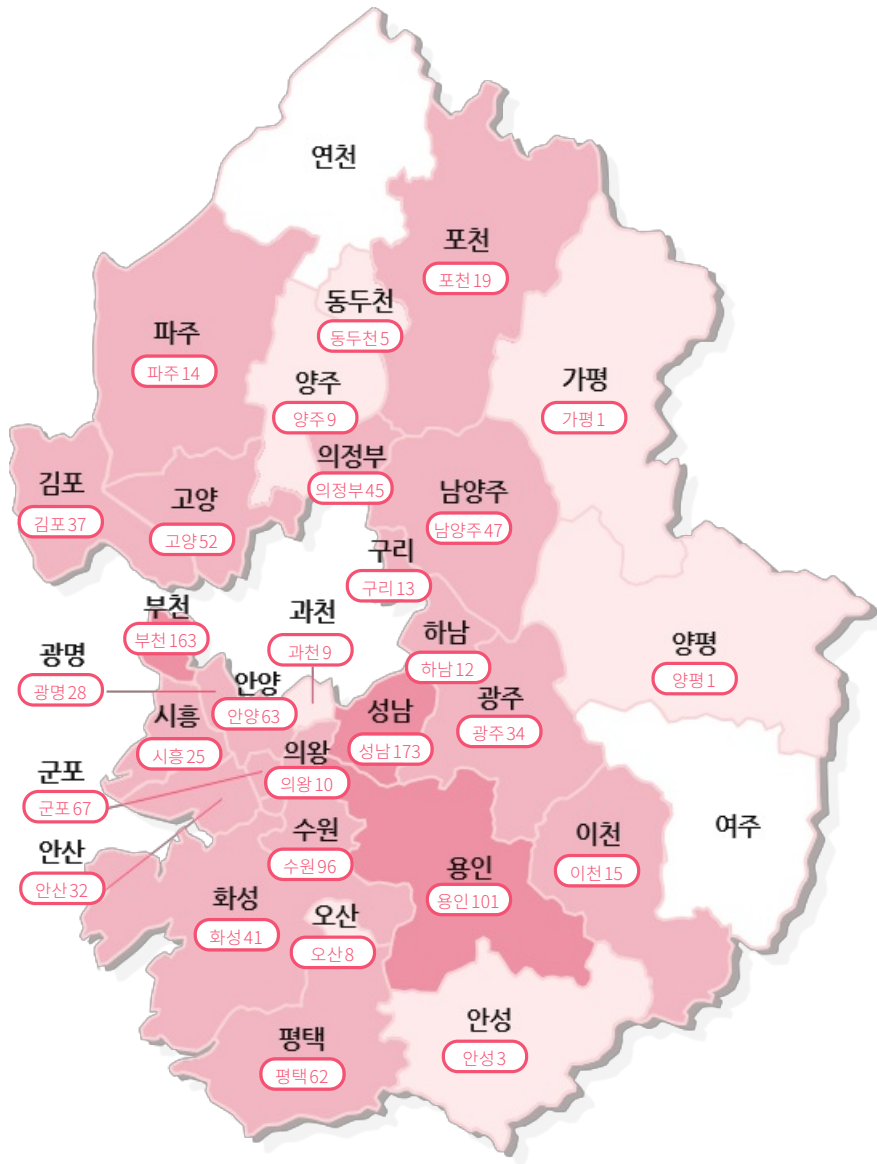 연천
포천
포천 19
동두천
동두천 5
파주
파주 14
양주
양주 9
가평
가평 1
의정부
의정부 45
김포
김포 37
고양
고양 52
남양주
남양주 47
구리
구리 13
부천
부천 163
과천
과천 9
하남
하남 12
광명
광명 28
안양
안양 63
양평
양평 1
시흥
시흥 25
성남
성남 173
광주
광주 34
의왕
의왕 10
군포
군포 67
수원
수원 96
이천
이천 15
여주
안산
안산 32
용인
용인 101
화성
화성 41
오산
오산 8
안성
안성 3
평택
평택 62